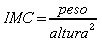 IMC = peso / altura²